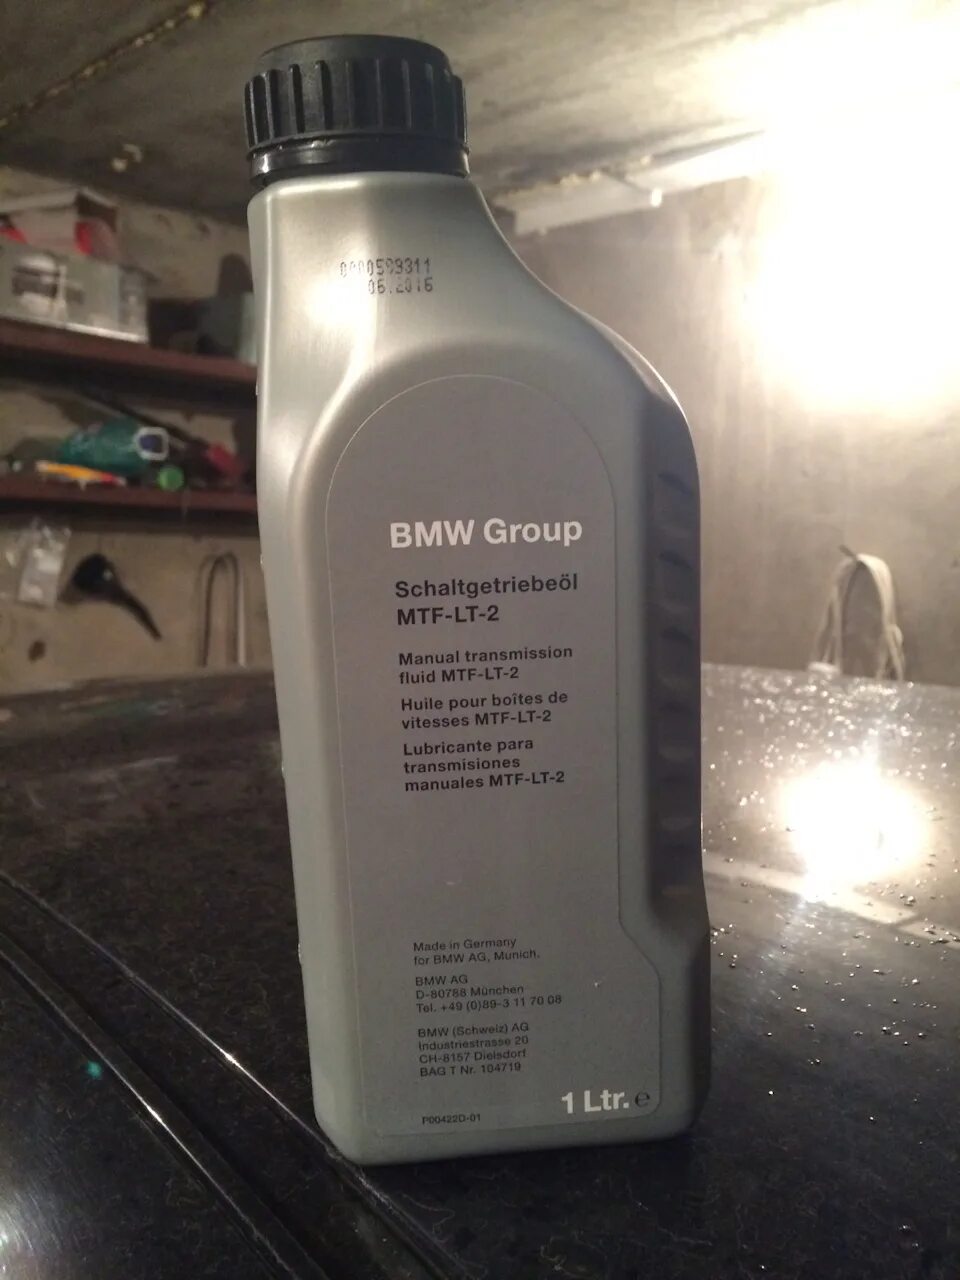 0000599311
06.2016
BMW Group
Schaltgetriebeöl
MTF-LT-2
Manual transmission
fluid MTF-LT-2
Huile pour boîtes de
vitesses MTF-LT-2
Lubricante para
transmisiones
manuales MTF-LT-2
Made in Germany
for BMW AG, Munich.
BMW AG
D-80788 München
Tel. +49 (0)89-3 11 70 08
BMW (Schweiz) AG
Industriestrasse 20
CH-8157 Dielsdorf
BAG T Nr. 104719
1 Ltr. ℮
P00422D-01